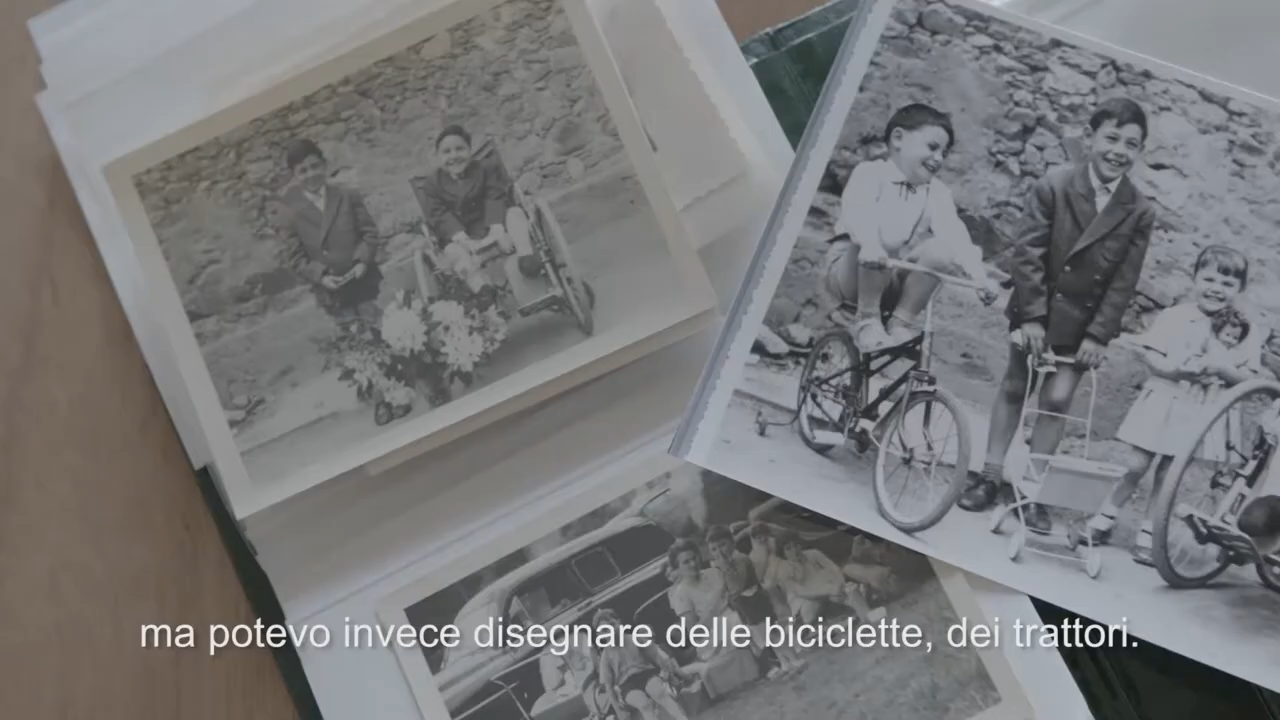 ma potevo invece disegnare delle biciclette, dei trattori.